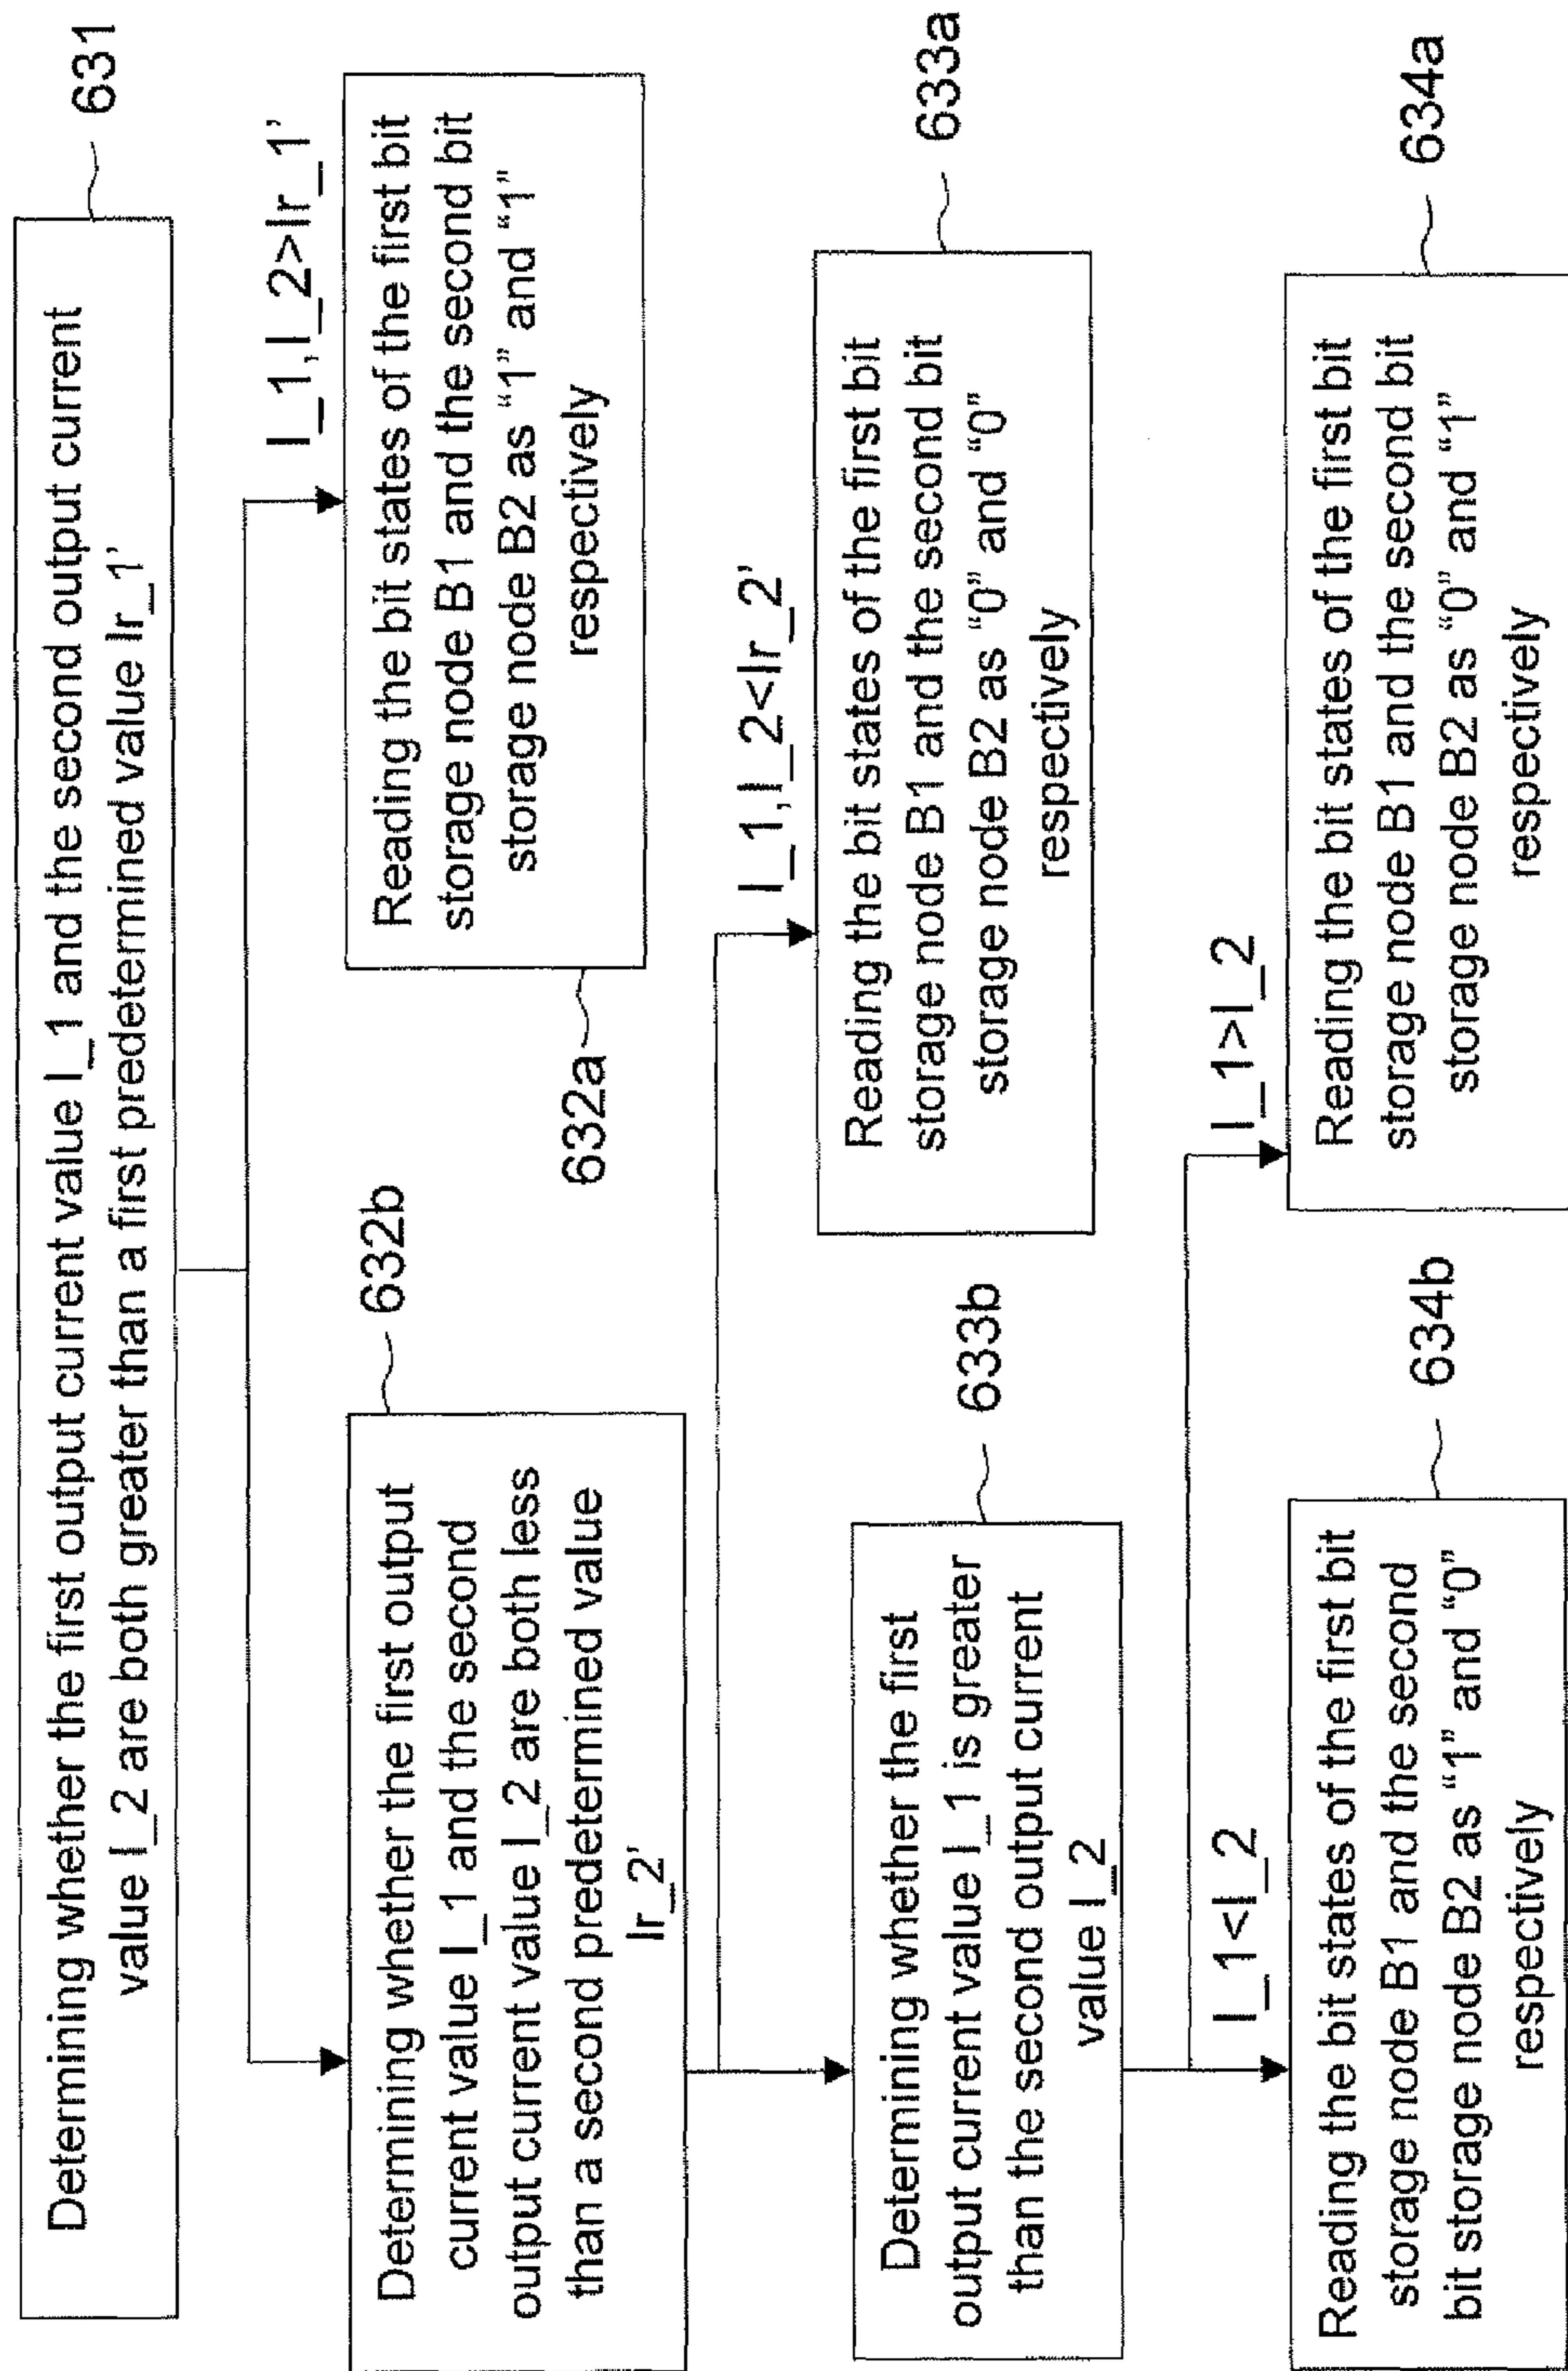 Determining whether the first output current value I_1 and the second output current
value I_2 are both greater than a first predetermined value Ir_1'
631
I_1,I_2>Ir_1'
632b
Determining whether the first output
current value I_1 and the second
output current value I_2 are both less
than a second predetermined value
Ir_2'
Reading the bit states of the first bit
storage node B1 and the second bit
storage node B2 as “1” and “1”
respectively
632a
I_1,I_2<Ir_2'
633b
Determining whether the first
output current value I_1 is greater
than the second output current
value I_2
633a
Reading the bit states of the first bit
storage node B1 and the second bit
storage node B2 as “0” and “0”
respectively
I_1<I_2
I_1>I_2
634b
Reading the bit states of the first bit
storage node B1 and the second
bit storage node B2 as “1” and “0”
respectively
634a
Reading the bit states of the first bit
storage node B1 and the second bit
storage node B2 as “0” and “1”
respectively